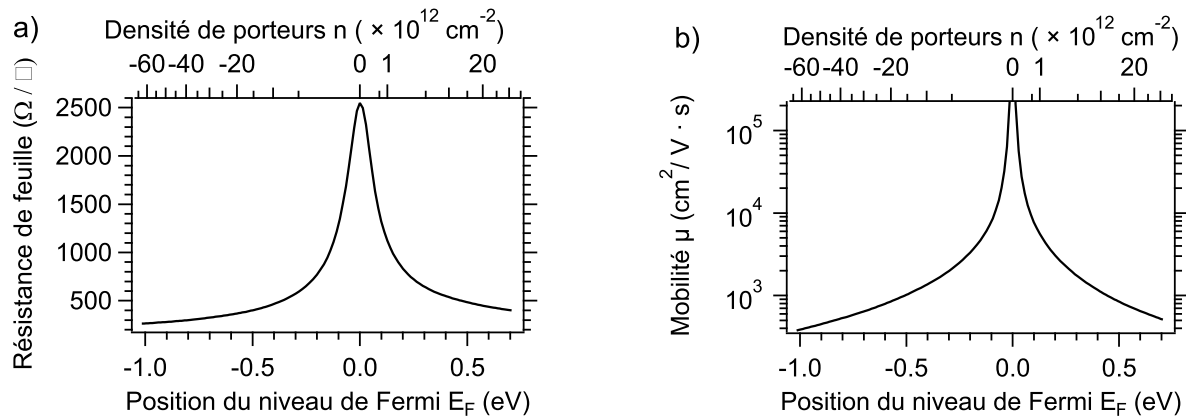 a)
Densité de porteurs n ( × 10^12 cm^-2)
-60 -40 -20 0 1 20
Résistance de feuille (Ω / □)
2500
2000
1500
1000
500
-1.0 -0.5 0.0 0.5
Position du niveau de Fermi E_F (eV)
b)
Densité de porteurs n ( × 10^12 cm^-2)
-60 -40 -20 0 1 20
Mobilité μ (cm^2/ V · s)
10^5
10^4
10^3
-1.0 -0.5 0.0 0.5
Position du niveau de Fermi E_F (eV)